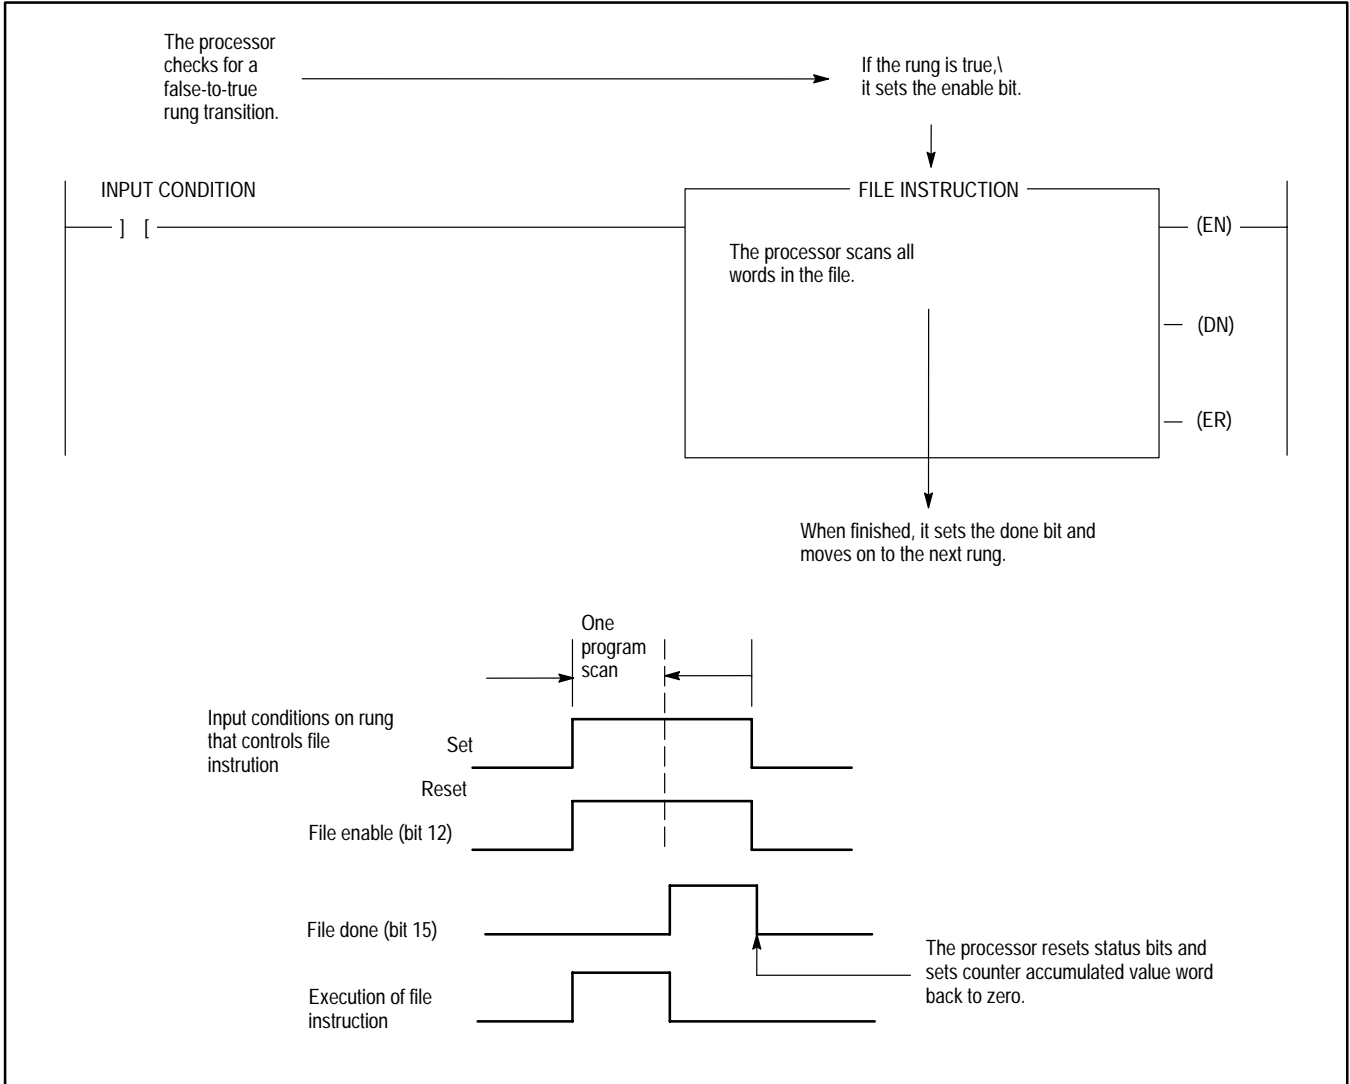 The processor
checks for a
false-to-true
rung transition.
If the rung is true,\
it sets the enable bit.
INPUT CONDITION
FILE INSTRUCTION
] [
(EN)
The processor scans all
words in the file.
(DN)
(ER)
When finished, it sets the done bit and
moves on to the next rung.
One
program
scan
Input conditions on rung
that controls file
instrution
Set
Reset
File enable (bit 12)
File done (bit 15)
The processor resets status bits and
sets counter accumulated value word
back to zero.
Execution of file
instruction